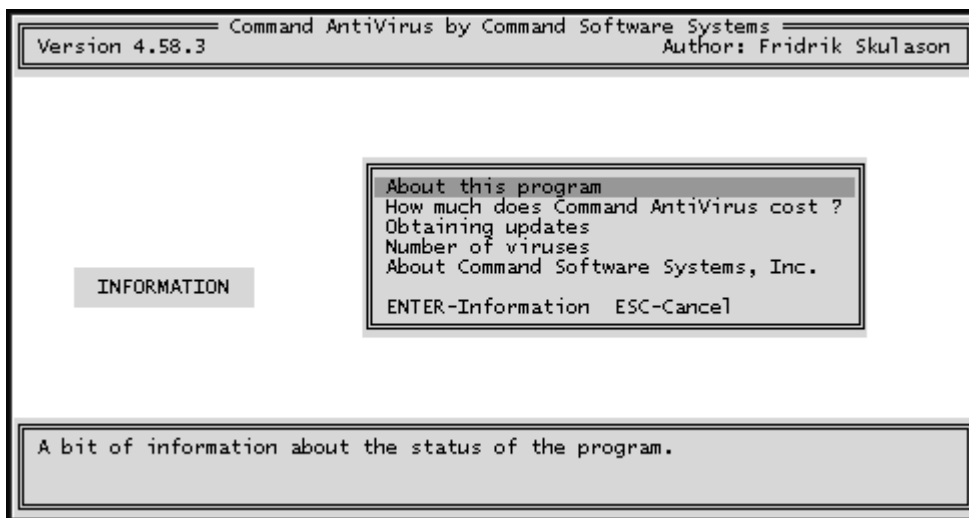 Command AntiVirus by Command Software Systems
Version 4.58.3 Author: Fridrik Skulason
About this program
How much does Command AntiVirus cost ?
Obtaining updates
Number of viruses
About Command Software Systems, Inc.
INFORMATION
ENTER-Information ESC-Cancel
A bit of information about the status of the program.